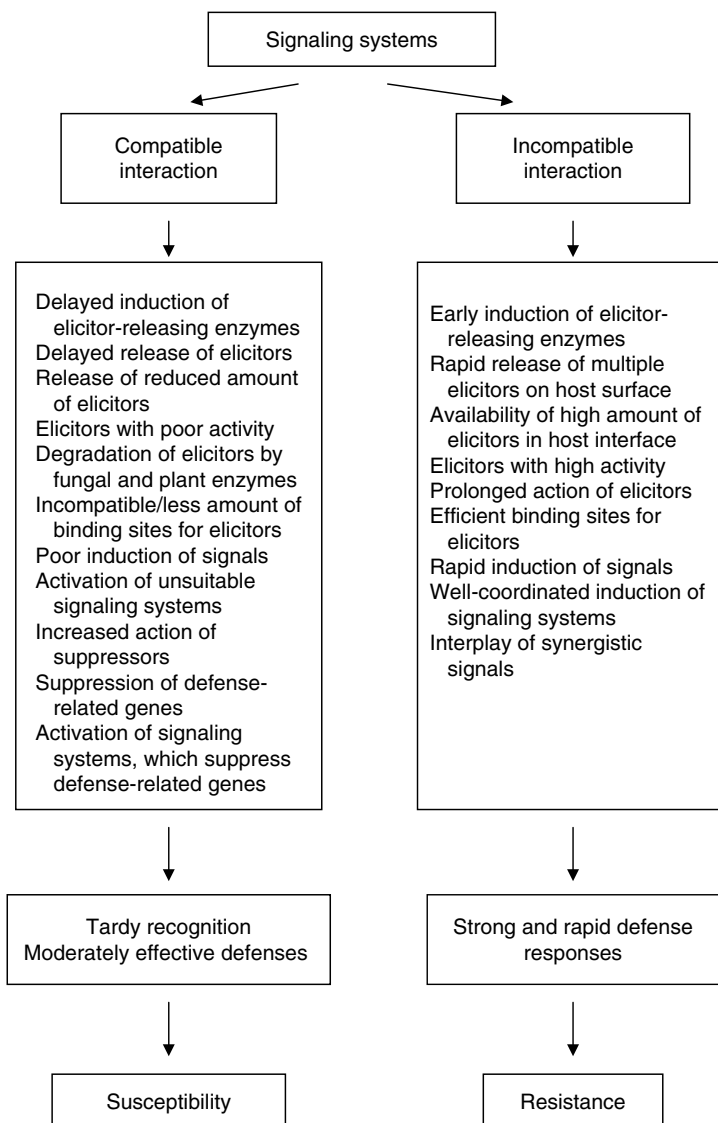 Signaling systems
Compatible
interaction
Incompatible
interaction
Delayed induction of
elicitor-releasing enzymes
Delayed release of elicitors
Release of reduced amount
of elicitors
Elicitors with poor activity
Degradation of elicitors by
fungal and plant enzymes
Incompatible/less amount of
binding sites for elicitors
Poor induction of signals
Activation of unsuitable
signaling systems
Increased action of
suppressors
Suppression of defense-
related genes
Activation of signaling
systems, which suppress
defense-related genes
Early induction of elicitor-
releasing enzymes
Rapid release of multiple
elicitors on host surface
Availability of high amount of
elicitors in host interface
Elicitors with high activity
Prolonged action of elicitors
Efficient binding sites for
elicitors
Rapid induction of signals
Well-coordinated induction of
signaling systems
Interplay of synergistic
signals
Tardy recognition
Moderately effective defenses
Strong and rapid defense
responses
Susceptibility
Resistance